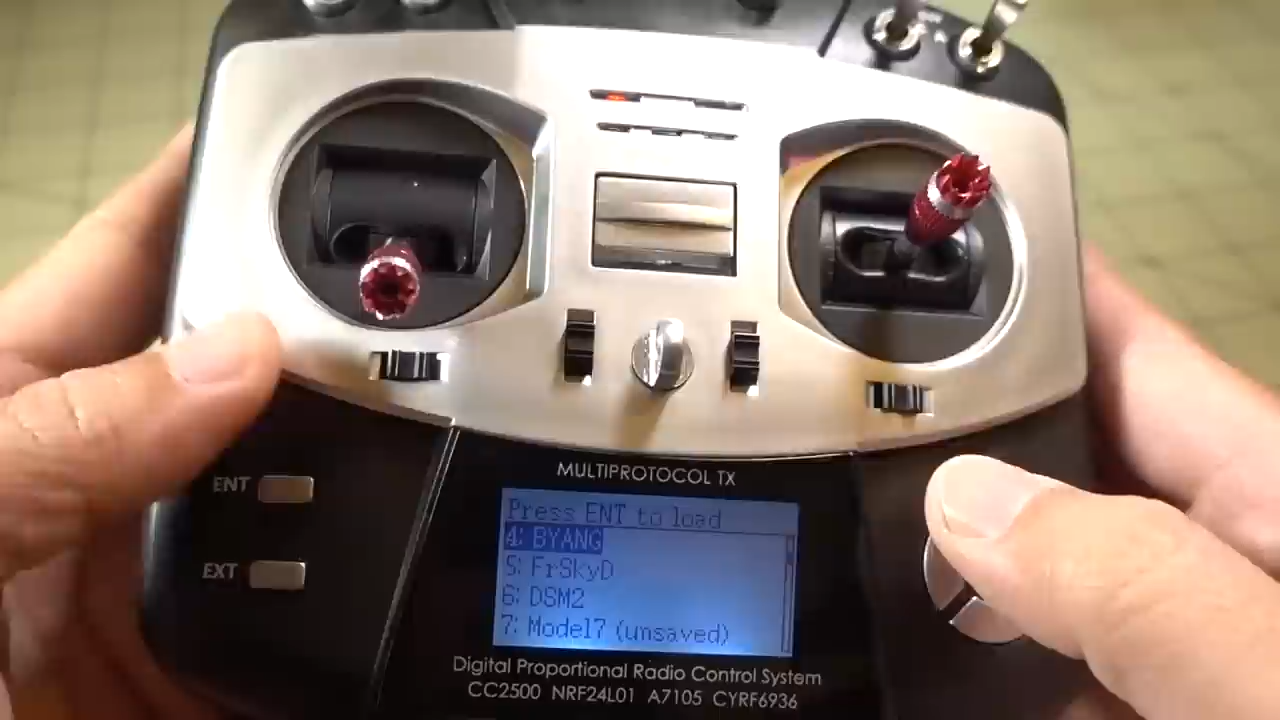 ENT
EXT
MULTIPROTOCOL TX
Press ENT to load
4: BYANG
5: FrSkyD
6: DSM2
7: Model7 (unsaved)
Digital Proportional Radio Control System
CC2500 NRF24L01 A7105 CYRF6936